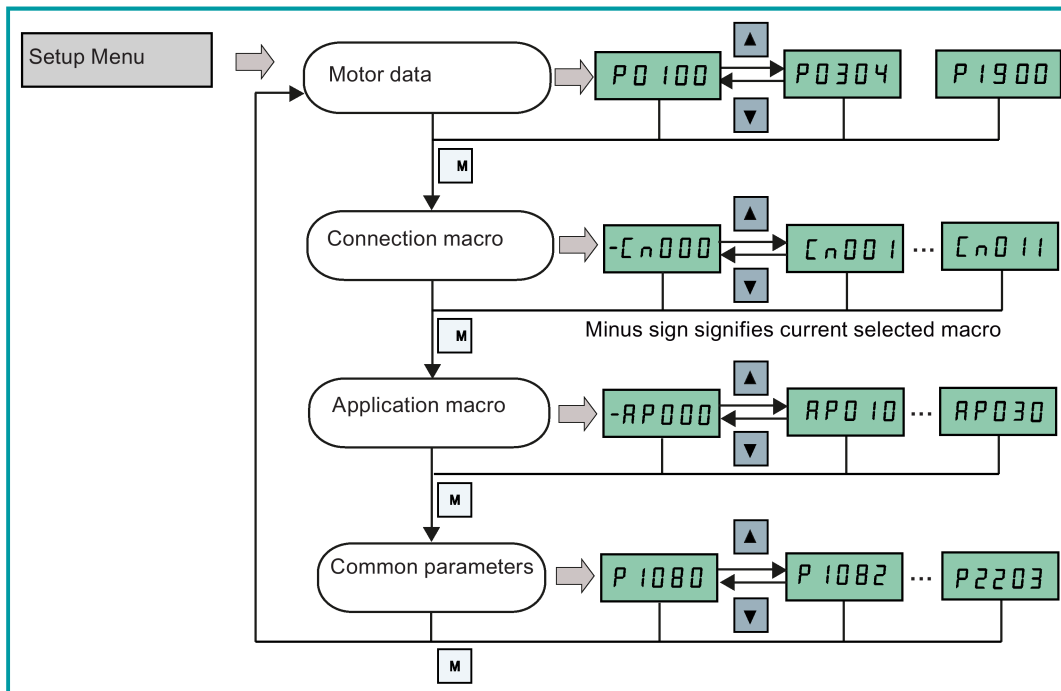 Setup Menu
Motor data
▲
P0100
P0304
P1900
▼
M
Connection macro
▲
-Cn000
Cn001
...
Cn011
▼
Minus sign signifies current selected macro
M
Application macro
▲
-AP000
AP010
...
AP030
▼
M
Common parameters
▲
P1080
P1082
...
P2203
▼
M